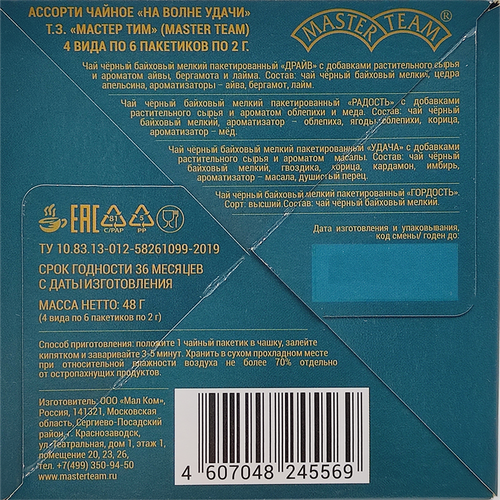 АССОРТИ ЧАЙНОЕ «НА ВОЛНЕ УДАЧИ»
Т.З. «МАСТЕР ТИМ» (MASTER TEAM)
4 ВИДА ПО 6 ПАКЕТИКОВ ПО 2 Г.
MASTER TEAM®
Чай чёрный байховый мелкий пакетированный «ДРАЙВ» с добавками растительного сырья
и ароматом айвы, бергамота и лайма. Состав: чай чёрный байховый мелкий, цедра
апельсина, ароматизаторы – айва, бергамот, лайм.
Чай чёрный байховый мелкий пакетированный «РАДОСТЬ» с добавками
растительного сырья и ароматом облепихи и меда. Состав: чай чёрный
байховый мелкий, ароматизатор – облепиха, ягоды облепихи, корица,
ароматизатор – мёд.
Чай чёрный байховый мелкий пакетированный «УДАЧА» с добавками
растительного сырья и ароматом масалы. Состав: чай чёрный
байховый мелкий, гвоздика, корица, кардамон, имбирь,
ароматизатор – масала, душистый перец.
Чай чёрный байховый мелкий пакетированный «ГОРДОСТЬ».
Сорт: высший.Состав: чай чёрный байховый мелкий.
EAC
81
C/PAP
5
PP
Дата изготовления и упаковывания,
код смены/ годен до:
ТУ 10.83.13-012-58261099-2019
СРОК ГОДНОСТИ 36 МЕСЯЦЕВ
С ДАТЫ ИЗГОТОВЛЕНИЯ
МАССА НЕТТО: 48 Г
(4 вида по 6 пакетиков по 2 г)
Способ приготовления: положите 1 чайный пакетик в чашку, залейте
кипятком и заваривайте 3-5 минут. Хранить в сухом прохладном месте
при относительной влажности воздуха не более 70% отдельно
от остропахнущих продуктов.
Изготовитель: ООО «Мал Ком»,
Россия, 141321, Московская
область, Сергиево-Посадский
район, г. Краснозаводск,
ул. Театральная, дом 1, этаж 1,
помещение 20, 23, 26,
тел. +7(499) 350-94-50
www.masterteam.ru
4 607048 245569